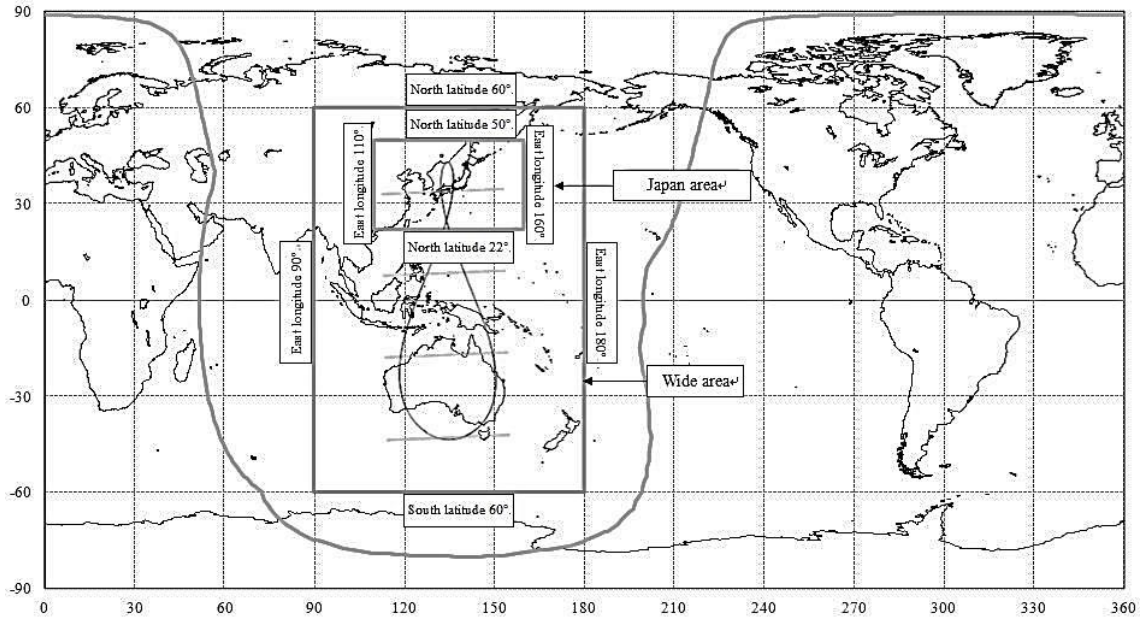 90
60
30
0
-30
-60
-90
North latitude 60°.
North latitude 50°.
East longitude 110°.
East longitude 160°.
Japan area↵
North latitude 22°.
East longitude 90°.
East longitude 180°.
Wide area↵
South latitude 60°.
0 30 60 90 120 150 180 210 240 270 300 330 360